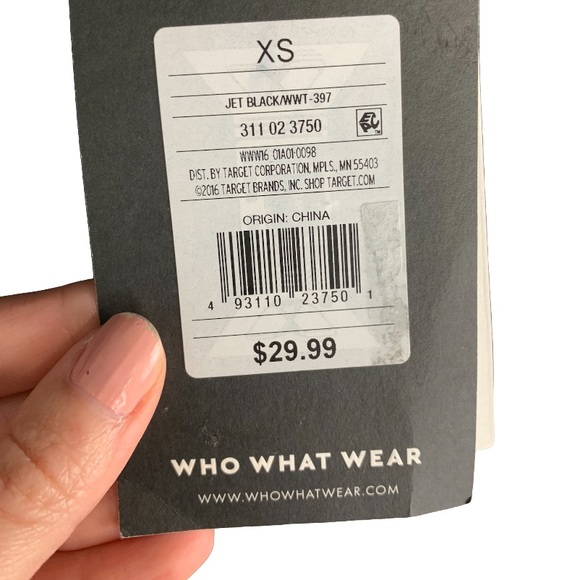 XS
JET BLACK/WWT-397
311 02 3750
WWW16 01A01-0098
DIST. BY TARGET CORPORATION, MPLS., MN 55403
©2016 TARGET BRANDS, INC. SHOP TARGET.COM
ORIGIN: CHINA
4 93110 23750 1
$29.99
WHO WHAT WEAR
WWW.WHOWHATWEAR.COM